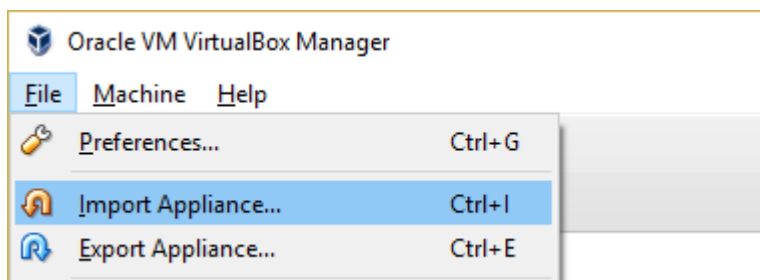 Oracle VM VirtualBox Manager
File Machine Help
Preferences... Ctrl+G
Import Appliance... Ctrl+I
Export Appliance... Ctrl+E